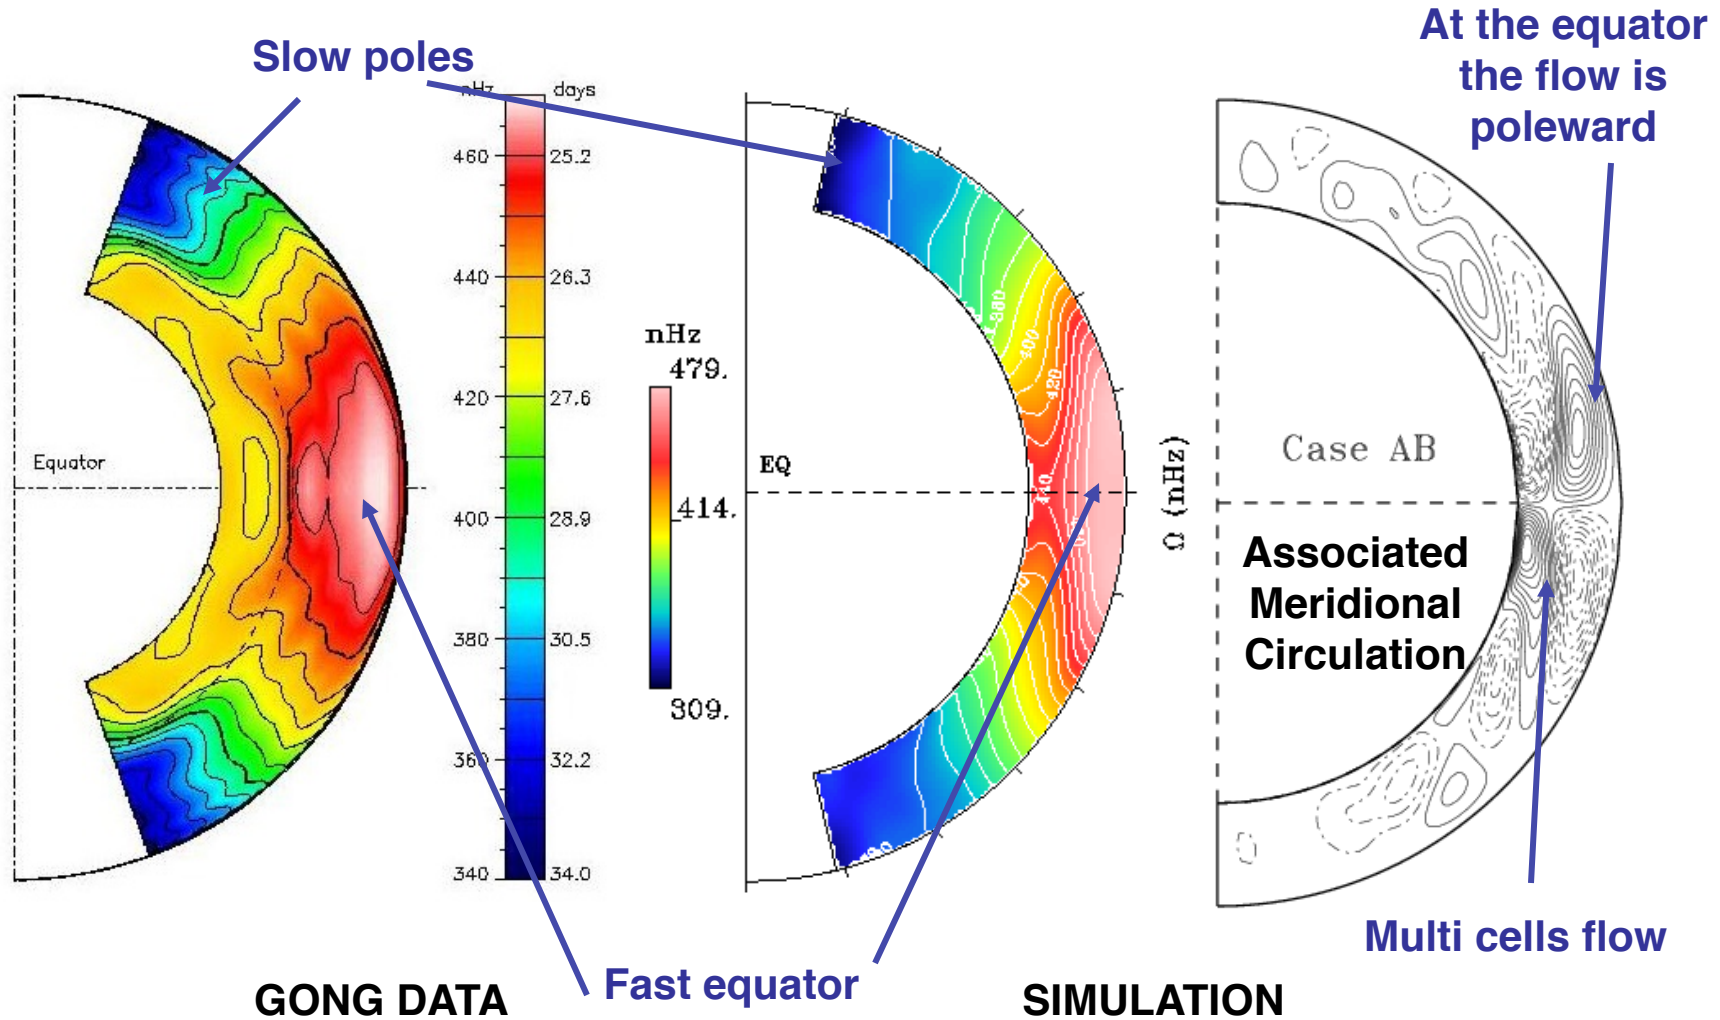 Slow poles
At the equator
the flow is
poleward
nHz
days
460
25.2
440
26.3
420
27.6
400
28.9
380
30.5
360
32.2
340
34.0
Equator
nHz
479.
414.
309.
EQ
380
400
420
440
Ω (nHz)
Case AB
Associated
Meridional
Circulation
Multi cells flow
Fast equator
GONG DATA
SIMULATION